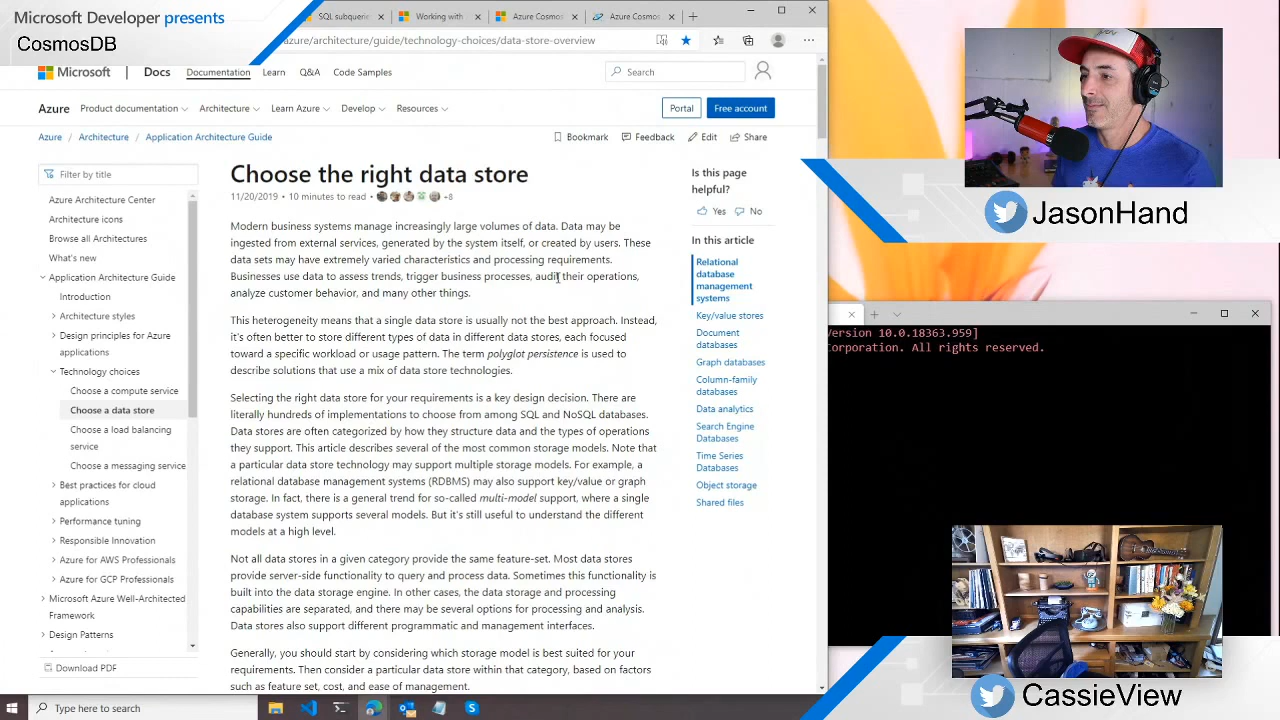 Microsoft Developer presents
CosmosDB
SQL subquerie
Working with
Azure Cosmos
Azure Cosmos
azure/architecture/guide/technology-choices/data-store-overview
Microsoft
Docs
Documentation
Learn
Q&A
Code Samples
Search
Azure
Product documentation
Architecture
Learn Azure
Develop
Resources
Portal
Free account
Azure / Architecture / Application Architecture Guide
Bookmark
Feedback
Edit
Share
Filter by title
Azure Architecture Center
Architecture icons
Browse all Architectures
What's new
Application Architecture Guide
Introduction
Architecture styles
Design principles for Azure
applications
Technology choices
Choose a compute service
Choose a data store
Choose a load balancing
service
Choose a messaging service
Best practices for cloud
applications
Performance tuning
Responsible Innovation
Azure for AWS Professionals
Azure for GCP Professionals
Microsoft Azure Well-Architected
Framework
Design Patterns
Download PDF
Choose the right data store
11/20/2019 • 10 minutes to read • +8
Modern business systems manage increasingly large volumes of data. Data may be
ingested from external services, generated by the system itself, or created by users. These
data sets may have extremely varied characteristics and processing requirements.
Businesses use data to assess trends, trigger business processes, audit their operations,
analyze customer behavior, and many other things.
This heterogeneity means that a single data store is usually not the best approach. Instead,
it's often better to store different types of data in different data stores, each focused
toward a specific workload or usage pattern. The term polyglot persistence is used to
describe solutions that use a mix of data store technologies.
Selecting the right data store for your requirements is a key design decision. There are
literally hundreds of implementations to choose from among SQL and NoSQL databases.
Data stores are often categorized by how they structure data and the types of operations
they support. This article describes several of the most common storage models. Note that
a particular data store technology may support multiple storage models. For example, a
relational database management systems (RDBMS) may also support key/value or graph
storage. In fact, there is a general trend for so-called multi-model support, where a single
database system supports several models. But it's still useful to understand the different
models at a high level.
Not all data stores in a given category provide the same feature-set. Most data stores
provide server-side functionality to query and process data. Sometimes this functionality is
built into the data storage engine. In other cases, the data storage and processing
capabilities are separated, and there may be several options for processing and analysis.
Data stores also support different programmatic and management interfaces.
Generally, you should start by considering which storage model is best suited for your
requirements. Then consider a particular data store within that category, based on factors
such as feature set, cost, and ease of management.
Is this page
helpful?
Yes
No
In this article
Relational
database
management
systems
Key/value stores
Document
databases
Graph databases
Column-family
databases
Data analytics
Search Engine
Databases
Time Series
Databases
Object storage
Shared files
JasonHand
Version 10.0.18363.959]
orporation. All rights reserved.
CassieView
Type here to search